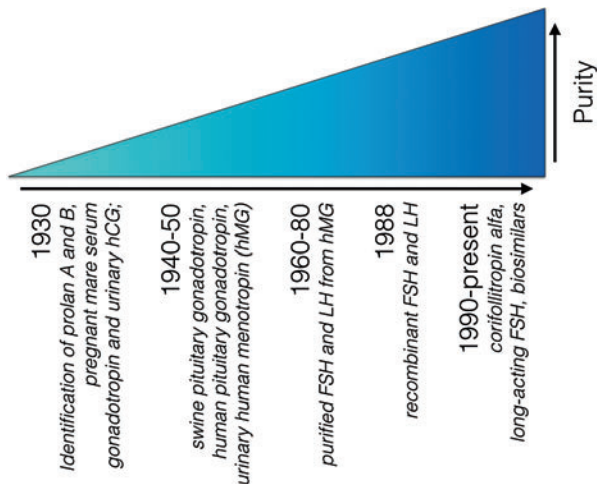 1930
Identification of prolan A and B,
pregnant mare serum
gonadotropin and urinary hCG;
1940-50
swine pituitary gonadotropin,
human pituitary gonadotropin,
urinary human menotropin (hMG)
1960-80
purified FSH and LH from hMG
1988
recombinant FSH and LH
1990-present
corifollitropin alfa,
long-acting FSH, biosimilars
Purity